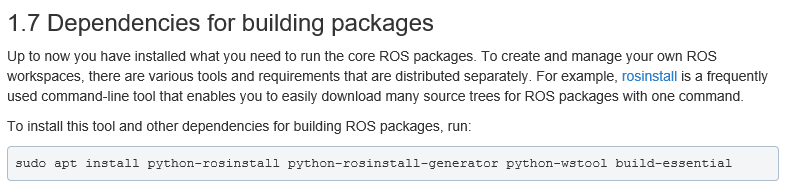 1.7 Dependencies for building packages
Up to now you have installed what you need to run the core ROS packages. To create and manage your own ROS
workspaces, there are various tools and requirements that are distributed separately. For example, rosinstall is a frequently
used command-line tool that enables you to easily download many source trees for ROS packages with one command.
To install this tool and other dependencies for building ROS packages, run:
sudo apt install python-rosinstall python-rosinstall-generator python-wstool build-essential